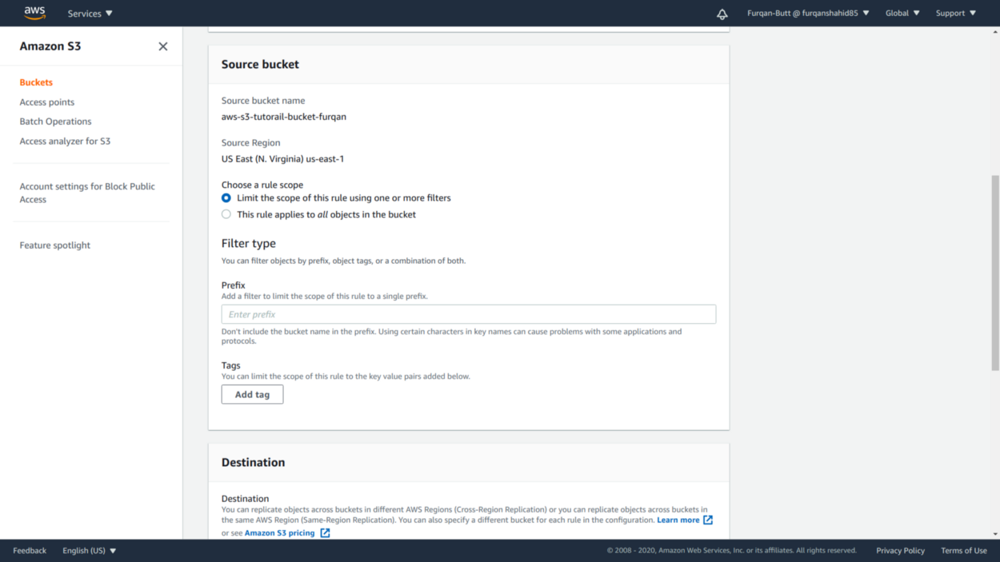 aws
Services
Furqan-Butt @ furqanshahid85
Global
Support
Amazon S3
Buckets
Access points
Batch Operations
Access analyzer for S3
Account settings for Block Public
Access
Feature spotlight
Source bucket
Source bucket name
aws-s3-tutorail-bucket-furqan
Source Region
US East (N. Virginia) us-east-1
Choose a rule scope
Limit the scope of this rule using one or more filters
This rule applies to all objects in the bucket
Filter type
You can filter objects by prefix, object tags, or a combination of both.
Prefix
Add a filter to limit the scope of this rule to a single prefix.
Enter prefix
Don't include the bucket name in the prefix. Using certain characters in key names can cause problems with some applications and
protocols.
Tags
You can limit the scope of this rule to the key value pairs added below.
Add tag
Destination
Destination
You can replicate objects across buckets in different AWS Regions (Cross-Region Replication) or you can replicate objects across buckets in
the same AWS Region (Same-Region Replication). You can also specify a different bucket for each rule in the configuration. Learn more
or see Amazon S3 pricing
Feedback
English (US)
© 2008 - 2020, Amazon Web Services, Inc. or its affiliates. All rights reserved.
Privacy Policy
Terms of Use